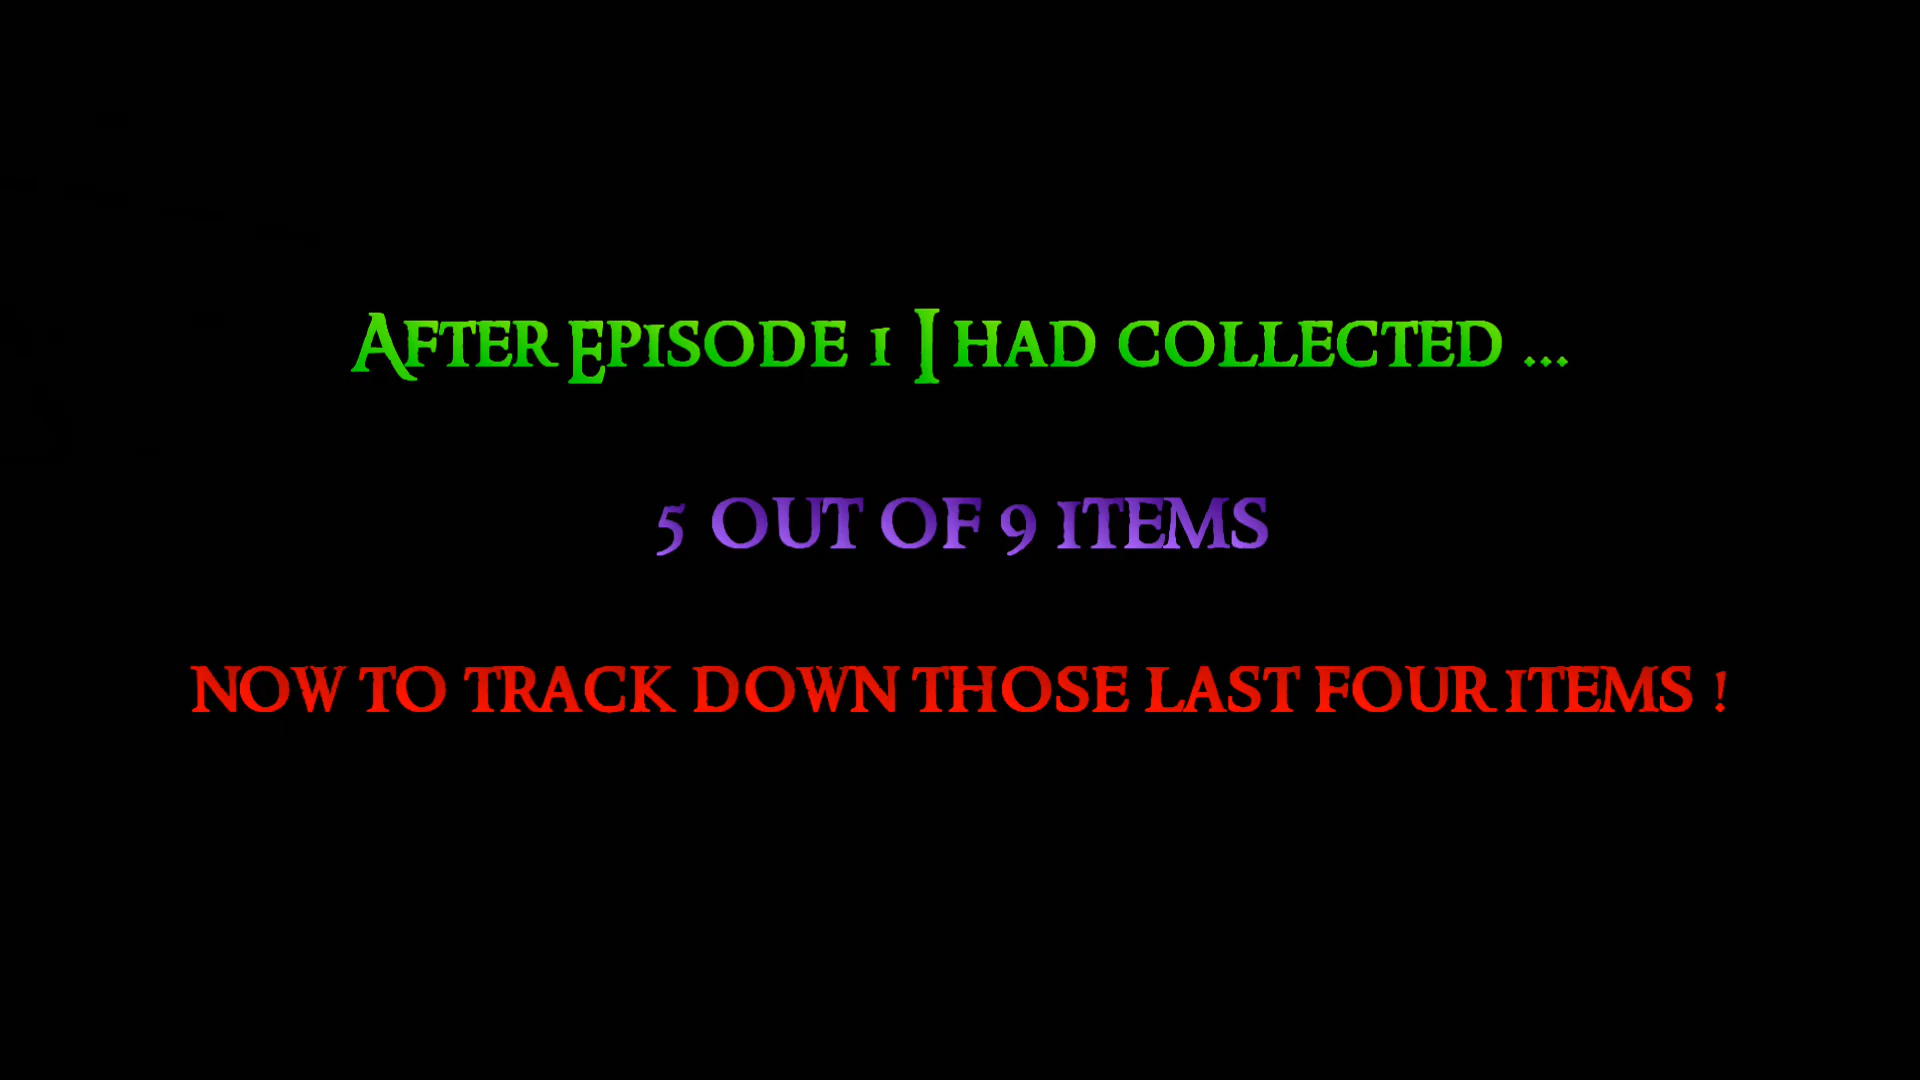 After Episode 1 I had collected ...
5 out of 9 items
now to track down those last four items !